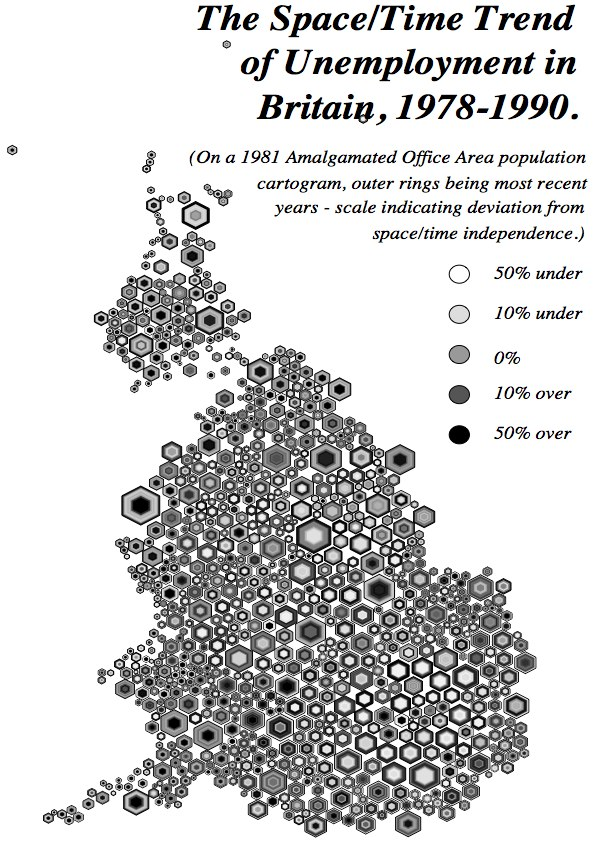 The Space/Time Trend
of Unemployment in
Britain, 1978-1990.
(On a 1981 Amalgamated Office Area population
cartogram, outer rings being most recent
years - scale indicating deviation from
space/time independence.)
50% under
10% under
0%
10% over
50% over